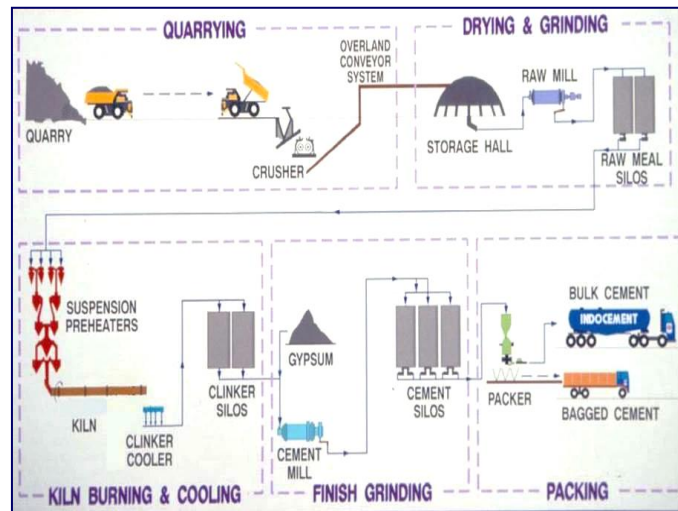 QUARRYING
DRYING & GRINDING
OVERLAND
CONVEYOR
SYSTEM
RAW MILL
QUARRY
CRUSHER
STORAGE HALL
RAW MEAL
SILOS
SUSPENSION
PREHEATERS
KILN
CLINKER
COOLER
CLINKER
SILOS
GYPSUM
CEMENT
MILL
CEMENT
SILOS
BULK CEMENT
INDOCEMENT
PACKER
BAGGED CEMENT
KILN BURNING & COOLING
FINISH GRINDING
PACKING